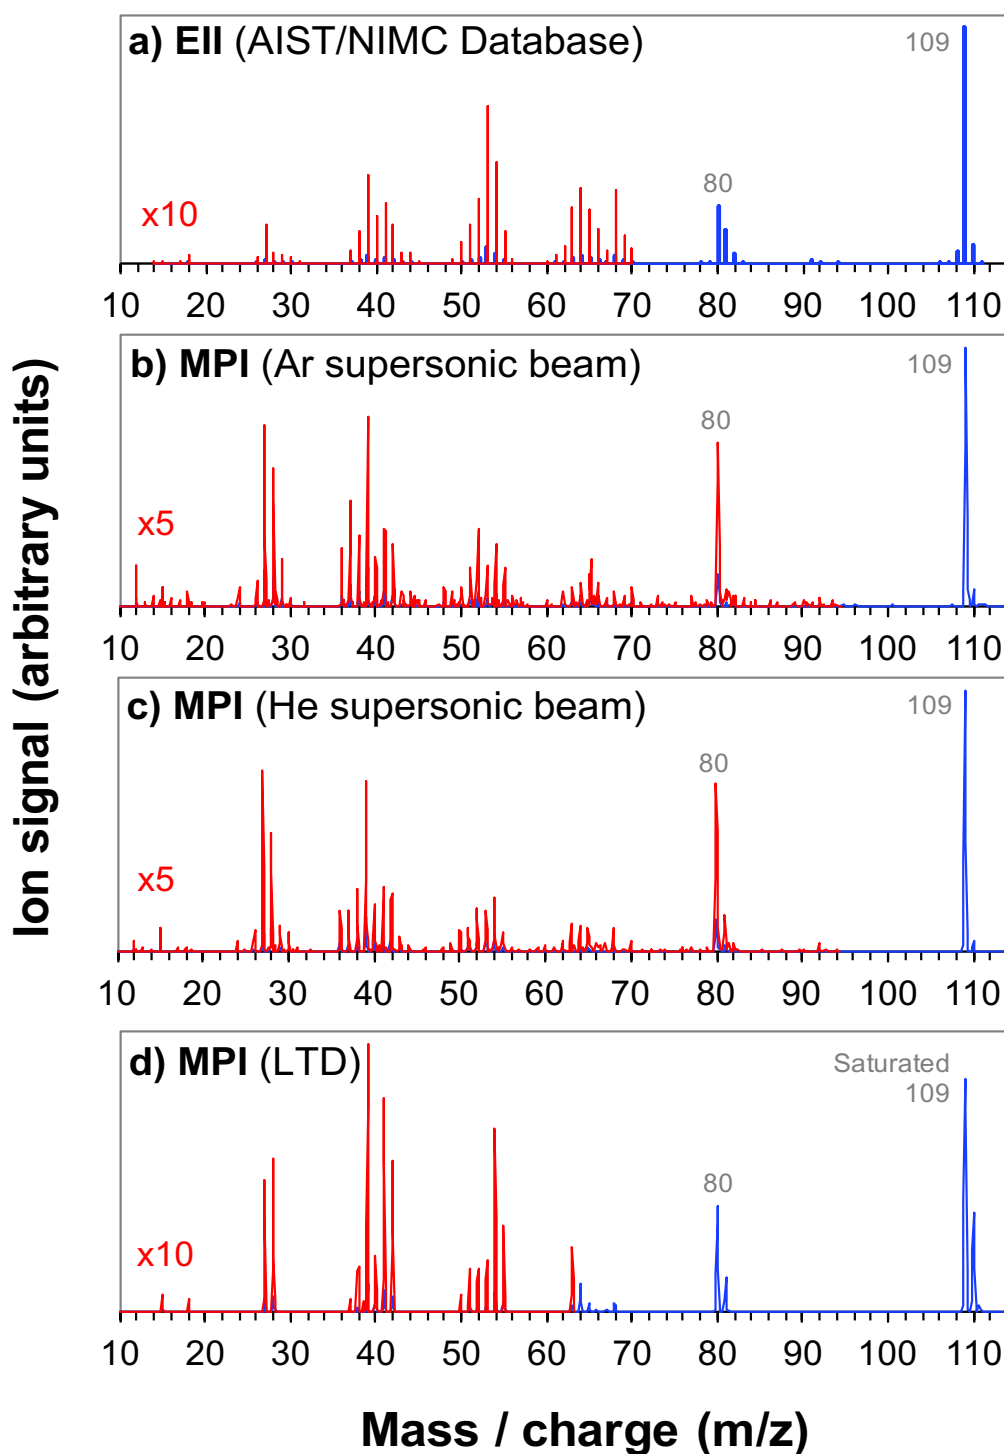 a) EII (AIST/NIMC Database)
109
80
x10
10 20 30 40 50 60 70 80 90 100 110
b) MPI (Ar supersonic beam)
109
80
x5
10 20 30 40 50 60 70 80 90 100 110
c) MPI (He supersonic beam)
109
80
x5
10 20 30 40 50 60 70 80 90 100 110
d) MPI (LTD)
Saturated
109
80
x10
10 20 30 40 50 60 70 80 90 100 110
Ion signal (arbitrary units)
Mass / charge (m/z)